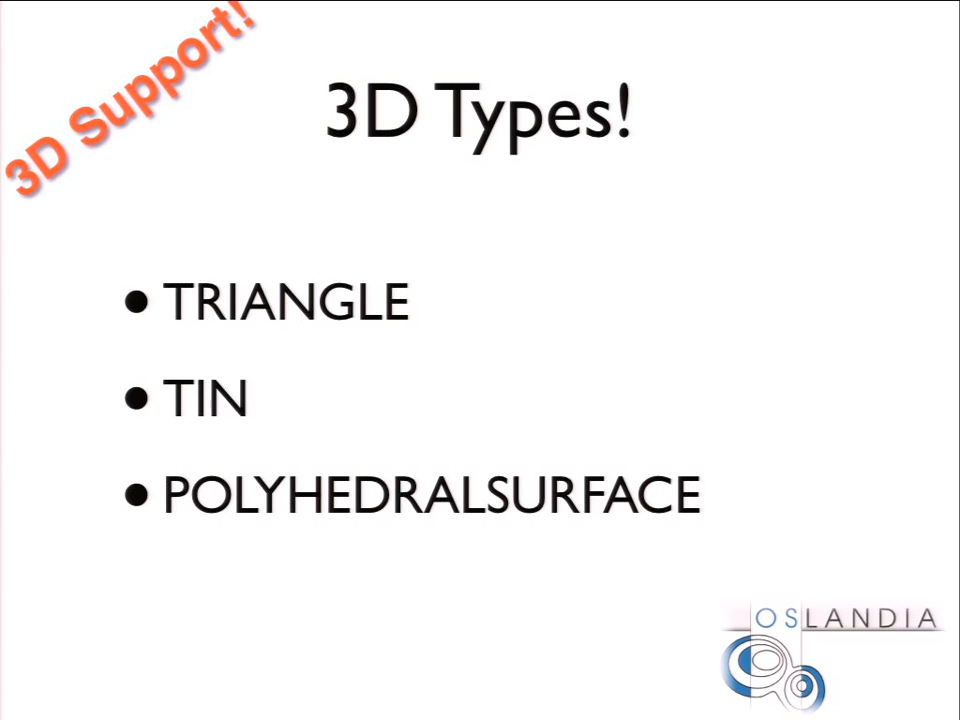 3D Support!
3D Types!
• TRIANGLE
• TIN
• POLYHEDRALSURFACE
OSLANDIA